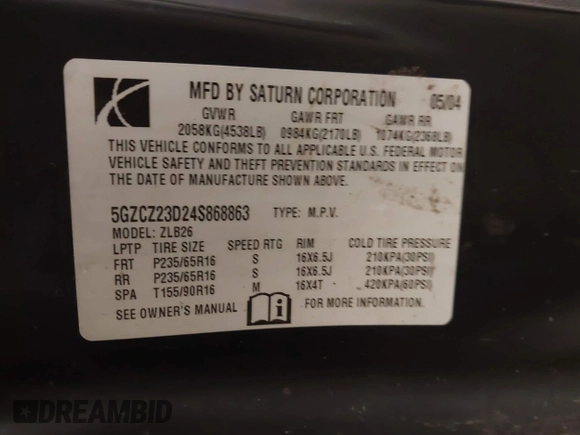 MFD BY SATURN CORPORATION 05/04
GVWR GAWR FRT GAWR RR
2058KG(4538LB) 0984KG(2170LB) 1074KG(2368LB)
THIS VEHICLE CONFORMS TO ALL APPLICABLE U.S. FEDERAL MOTOR
VEHICLE SAFETY AND THEFT PREVENTION STANDARDS IN EFFECT ON
THE DATE OF MANUFACTURE SHOWN ABOVE.
5GZCZ23D24S868863 TYPE: M.P.V.
MODEL: ZLB26
LPTP TIRE SIZE SPEED RTG RIM COLD TIRE PRESSURE
FRT P235/65R16 S 16X6.5J 210KPA(30PSI)
RR P235/65R16 S 16X6.5J 210KPA(30PSI)
SPA T155/90R16 M 16X4T 420KPA(60PSI)
SEE OWNER'S MANUAL FOR MORE INFORMATION.
DREAMBID